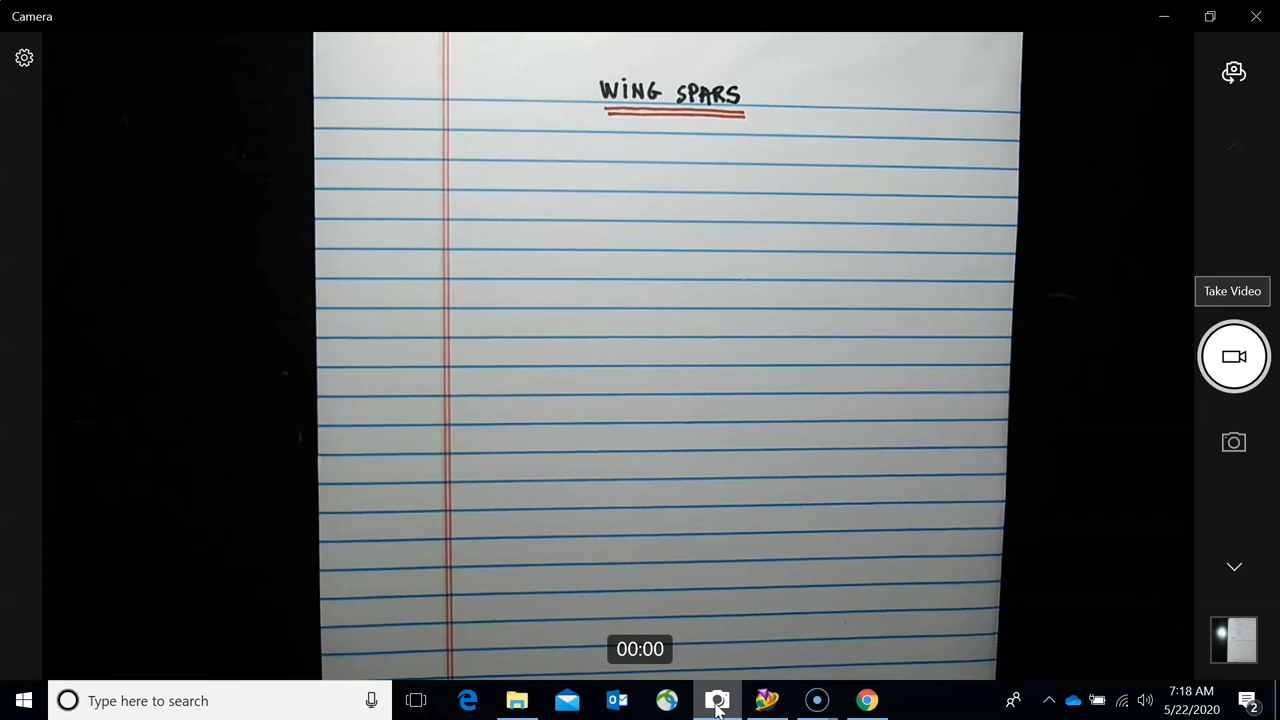 Camera
WiNG SPARS
Take Video
00:00
Type here to search
7:18 AM
5/22/2020
2